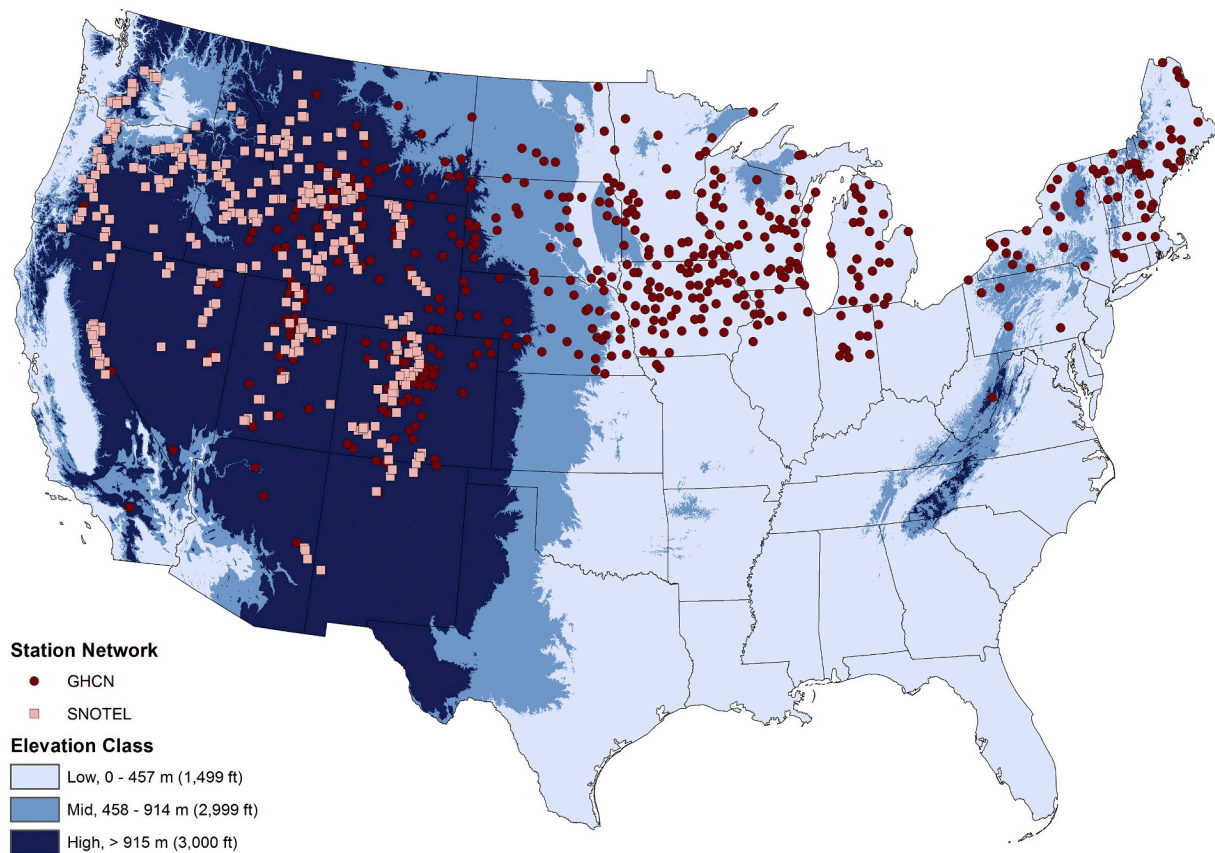 Station Network
GHCN
SNOTEL
Elevation Class
Low, 0 - 457 m (1,499 ft)
Mid, 458 - 914 m (2,999 ft)
High, > 915 m (3,000 ft)